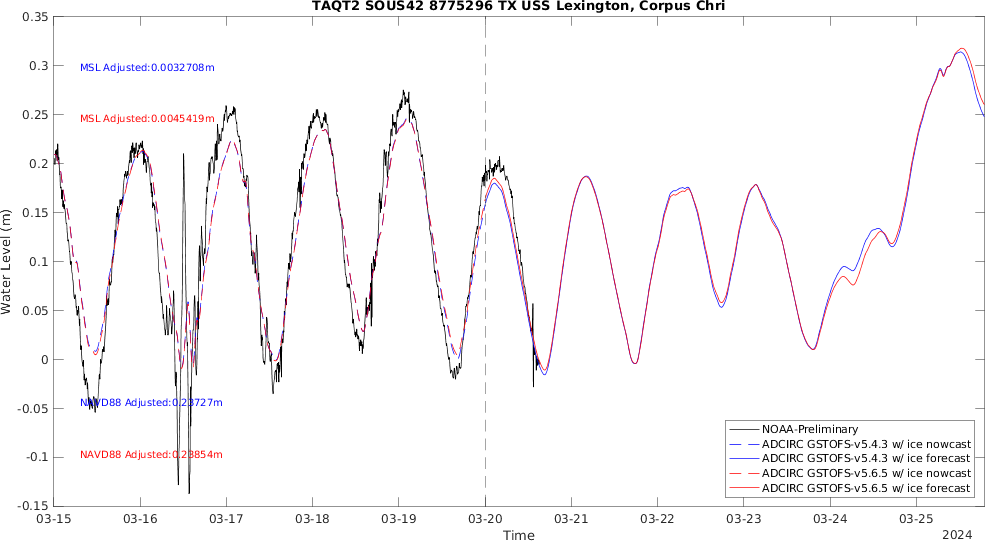 TAQT2 SOUS42 8775296 TX USS Lexington, Corpus Chri
0.35
0.3
0.25
0.2
0.15
0.1
0.05
0
-0.05
-0.1
-0.15
Water Level (m)
MSL Adjusted:0.0032708m
MSL Adjusted:0.0045419m
NAVD88 Adjusted:0.23727m
NAVD88 Adjusted:0.23854m
NOAA-Preliminary
ADCIRC GSTOFS-v5.4.3 w/ ice nowcast
ADCIRC GSTOFS-v5.4.3 w/ ice forecast
ADCIRC GSTOFS-v5.6.5 w/ ice nowcast
ADCIRC GSTOFS-v5.6.5 w/ ice forecast
03-15 03-16 03-17 03-18 03-19 03-20 03-21 03-22 03-23 03-24 03-25
Time
2024